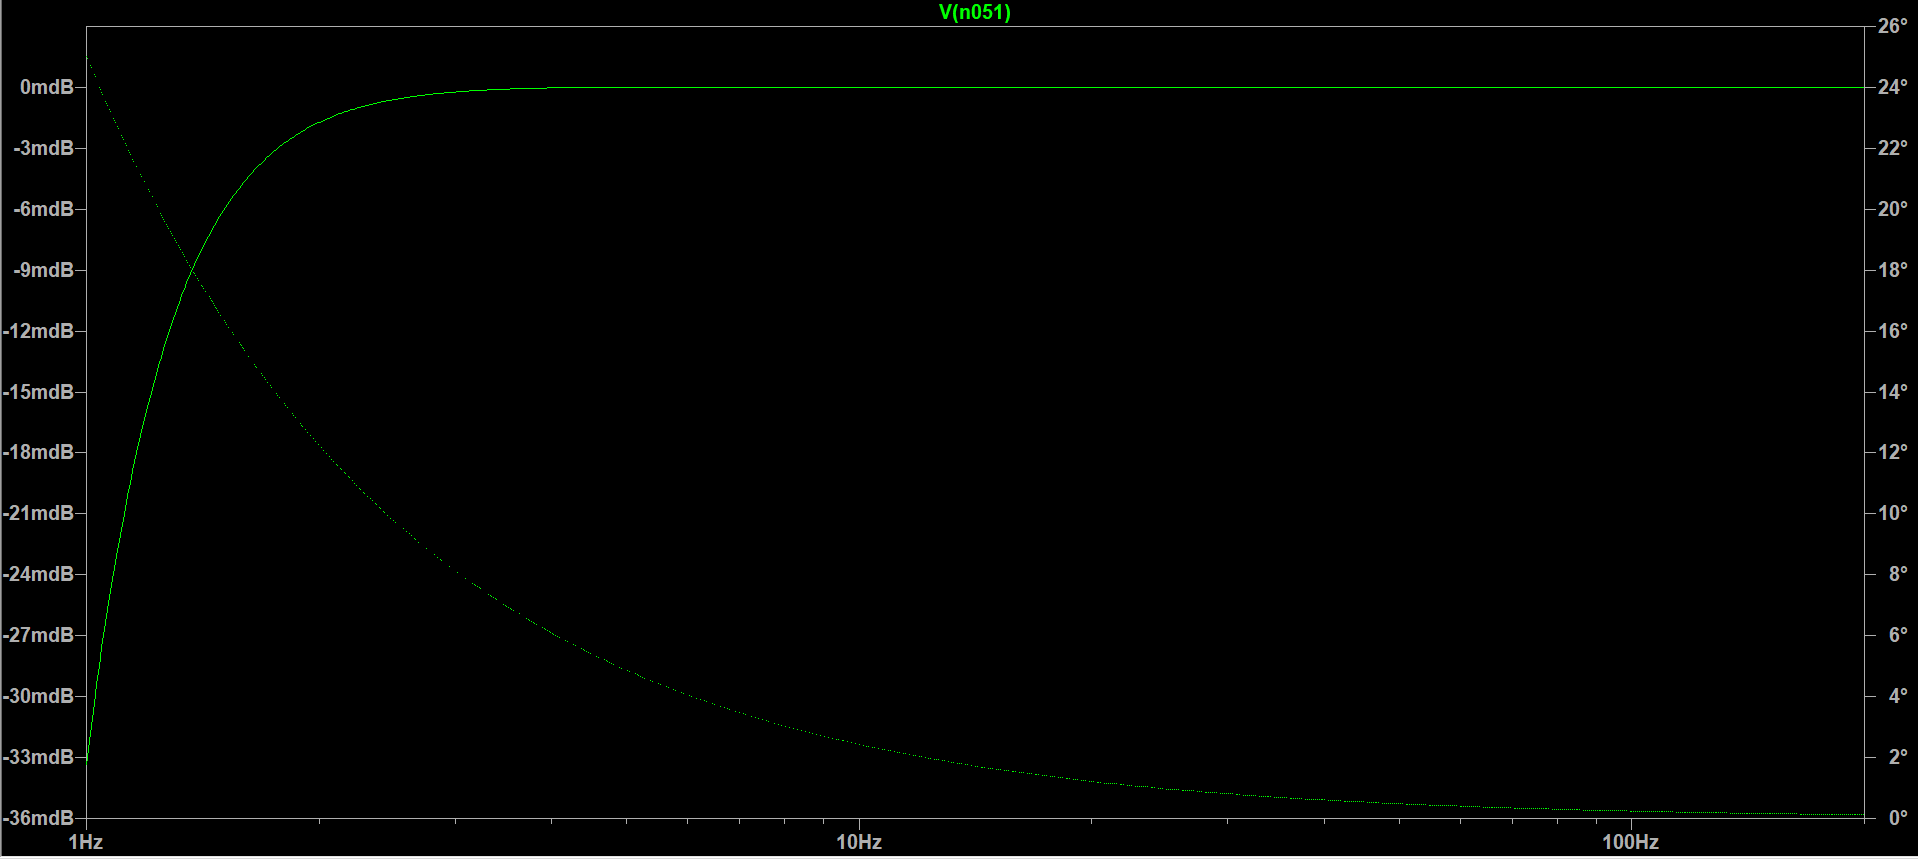 V(n051)
26°
0mdB 24°
-3mdB 22°
-6mdB 20°
-9mdB 18°
-12mdB 16°
-15mdB 14°
-18mdB 12°
-21mdB 10°
-24mdB 8°
-27mdB 6°
-30mdB 4°
-33mdB 2°
-36mdB 0°
1Hz 10Hz 100Hz